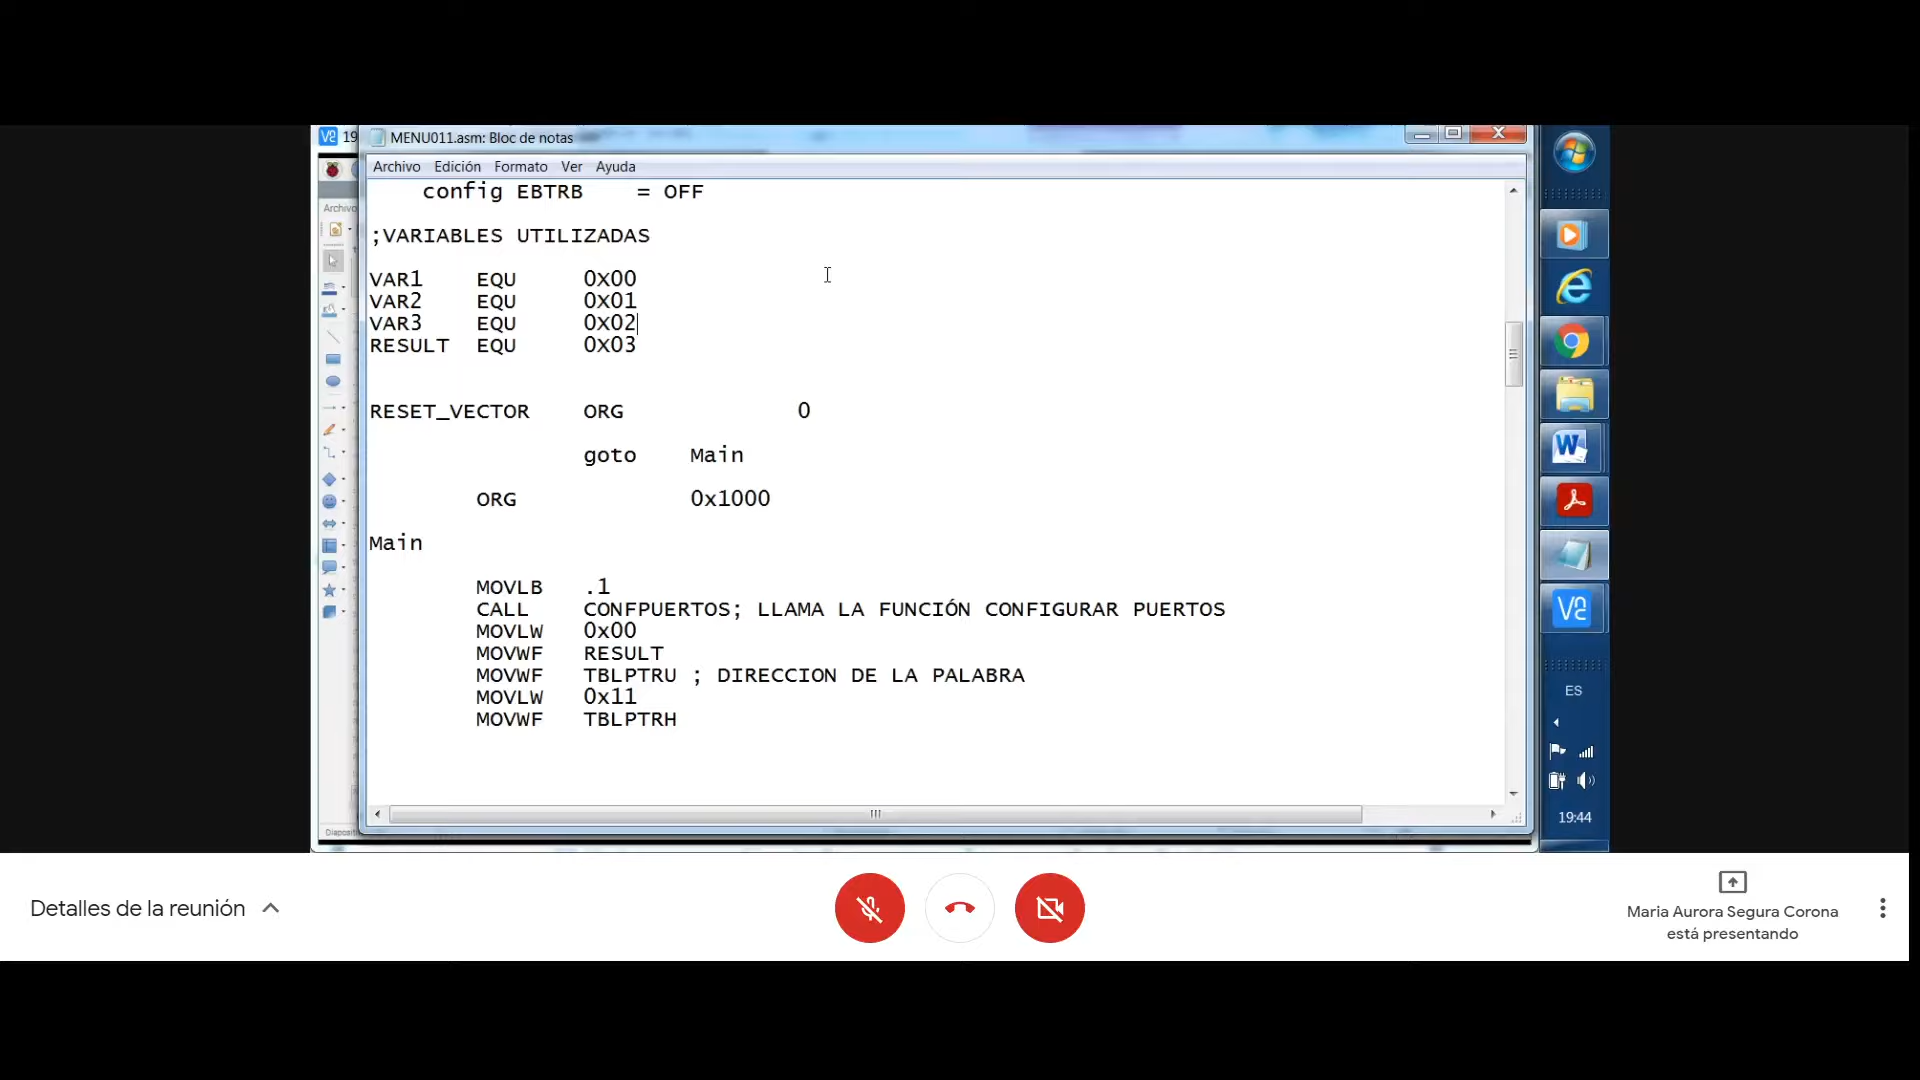 19
MENU011.asm: Bloc de notas
Archivo Edición Formato Ver Ayuda
Archivo
config EBTRB = OFF
;VARIABLES UTILIZADAS
VAR1 EQU 0x00
VAR2 EQU 0x01
VAR3 EQU 0x02
RESULT EQU 0x03
RESET_VECTOR ORG 0
goto Main
ORG 0x1000
Main
MOVLB .1
CALL CONFPUERTOS; LLAMA LA FUNCIÓN CONFIGURAR PUERTOS
MOVLW 0x00
MOVWF RESULT
MOVWF TBLPTRU ; DIRECCION DE LA PALABRA
MOVLW 0x11
MOVWF TBLPTRH
ES
19:44
Detalles de la reunión
Maria Aurora Segura Corona
está presentando